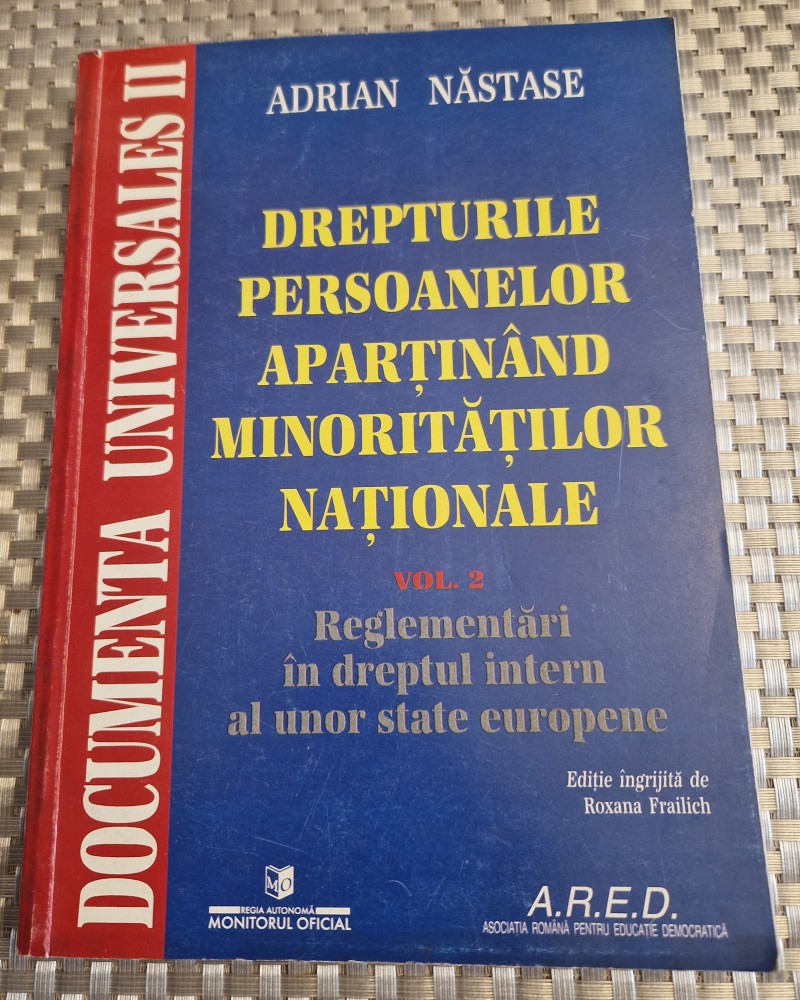 DOCUMENTA UNIVERSALES II
ADRIAN NĂSTASE
DREPTURILE
PERSOANELOR
APARȚINÂND
MINORITĂȚILOR
NAȚIONALE
VOL. 2
Reglementări
în dreptul intern
al unor state europene
Ediție îngrijită de
Roxana Frailich
MO
REGIA AUTONOMĂ
MONITORUL OFICIAL
A.R.E.D.
ASOCIAȚIA ROMÂNĂ PENTRU EDUCAȚIE DEMOCRATICĂ